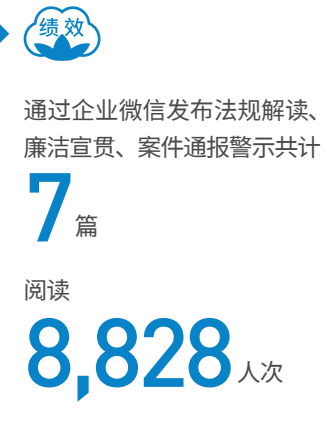 绩效
通过企业微信发布法规解读、
廉洁宣贯、案件通报警示共计
7篇
阅读
8,828人次